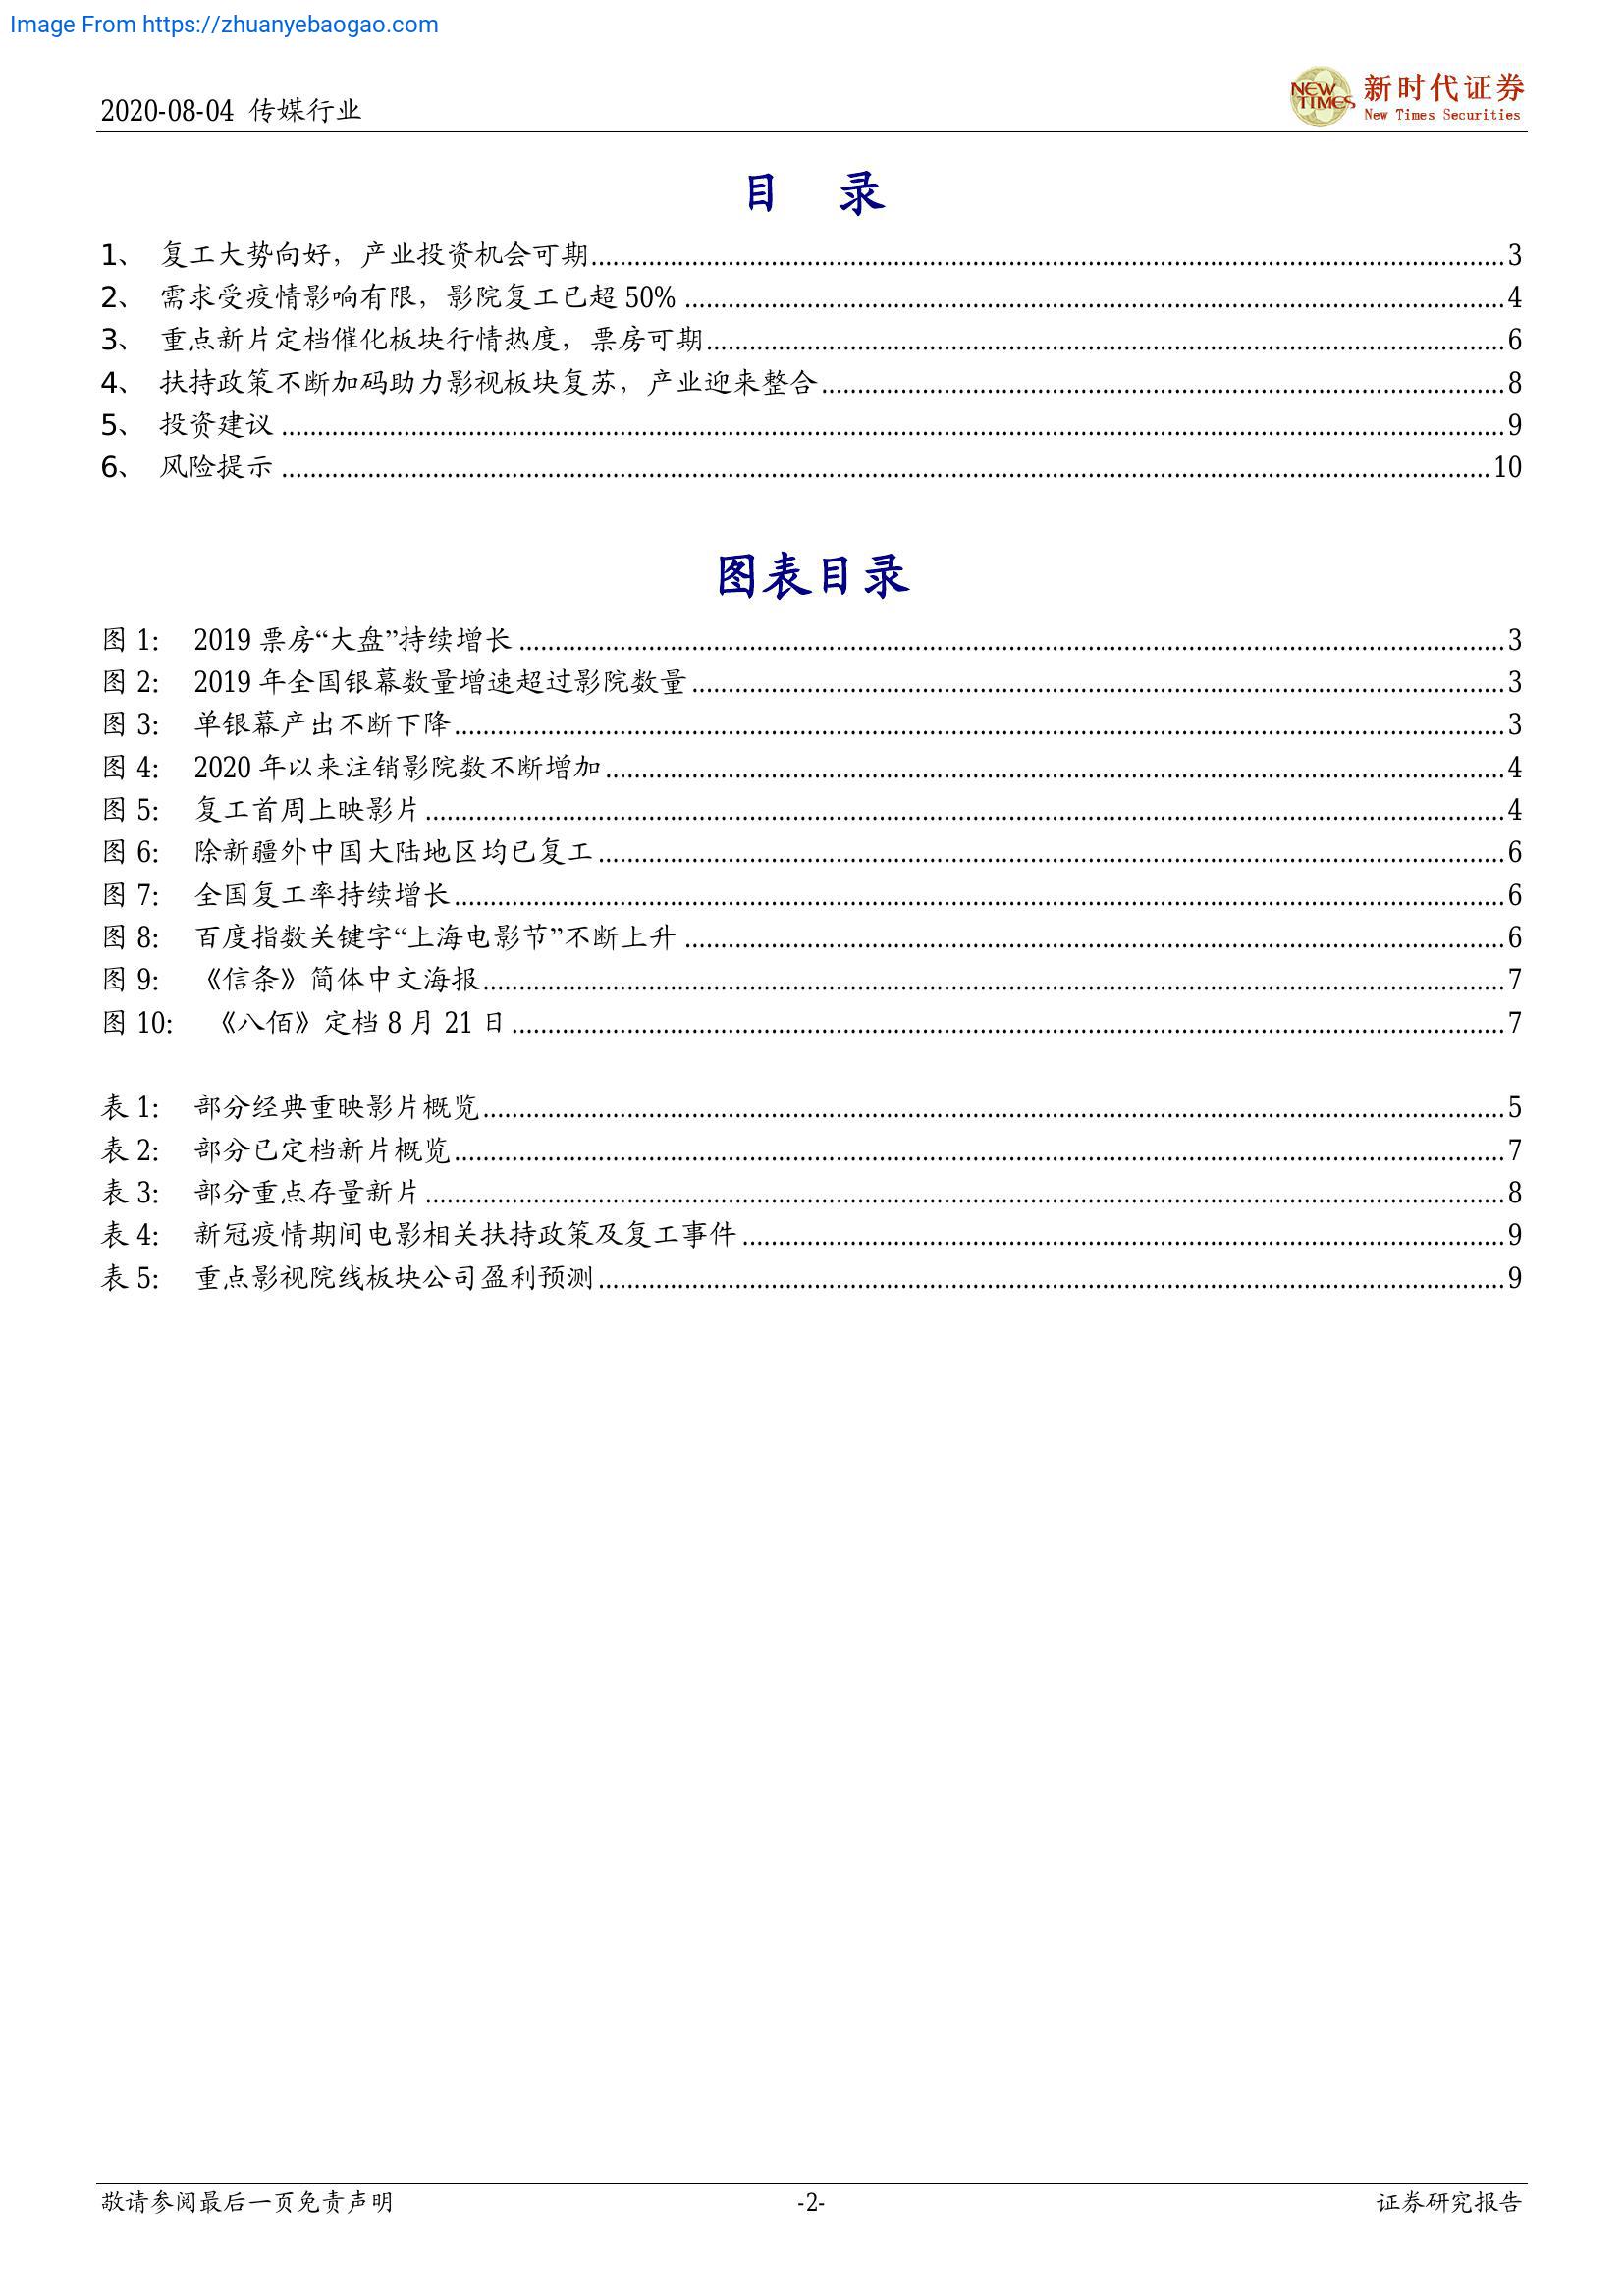 Image From https://zhuanyebaogao.com
2020-08-04 传媒行业
NEW TIMES
新时代证券
New Times Securities
目 录
1、 复工大势向好，产业投资机会可期 3
2、 需求受疫情影响有限，影院复工已超 50% 4
3、 重点新片定档催化板块行情热度，票房可期 6
4、 扶持政策不断加码助力影视板块复苏，产业迎来整合 8
5、 投资建议 9
6、 风险提示 10
图表目录
图 1: 2019 票房“大盘”持续增长 3
图 2: 2019 年全国银幕数量增速超过影院数量 3
图 3: 单银幕产出不断下降 3
图 4: 2020 年以来注销影院数不断增加 4
图 5: 复工首周上映影片 4
图 6: 除新疆外中国大陆地区均已复工 6
图 7: 全国复工率持续增长 6
图 8: 百度指数关键字“上海电影节”不断上升 6
图 9: 《信条》简体中文海报 7
图 10: 《八佰》定档 8 月 21 日 7
表 1: 部分经典重映影片概览 5
表 2: 部分已定档新片概览 7
表 3: 部分重点存量新片 8
表 4: 新冠疫情期间电影相关扶持政策及复工事件 9
表 5: 重点影视院线板块公司盈利预测 9
敬请参阅最后一页免责声明 -2- 证券研究报告